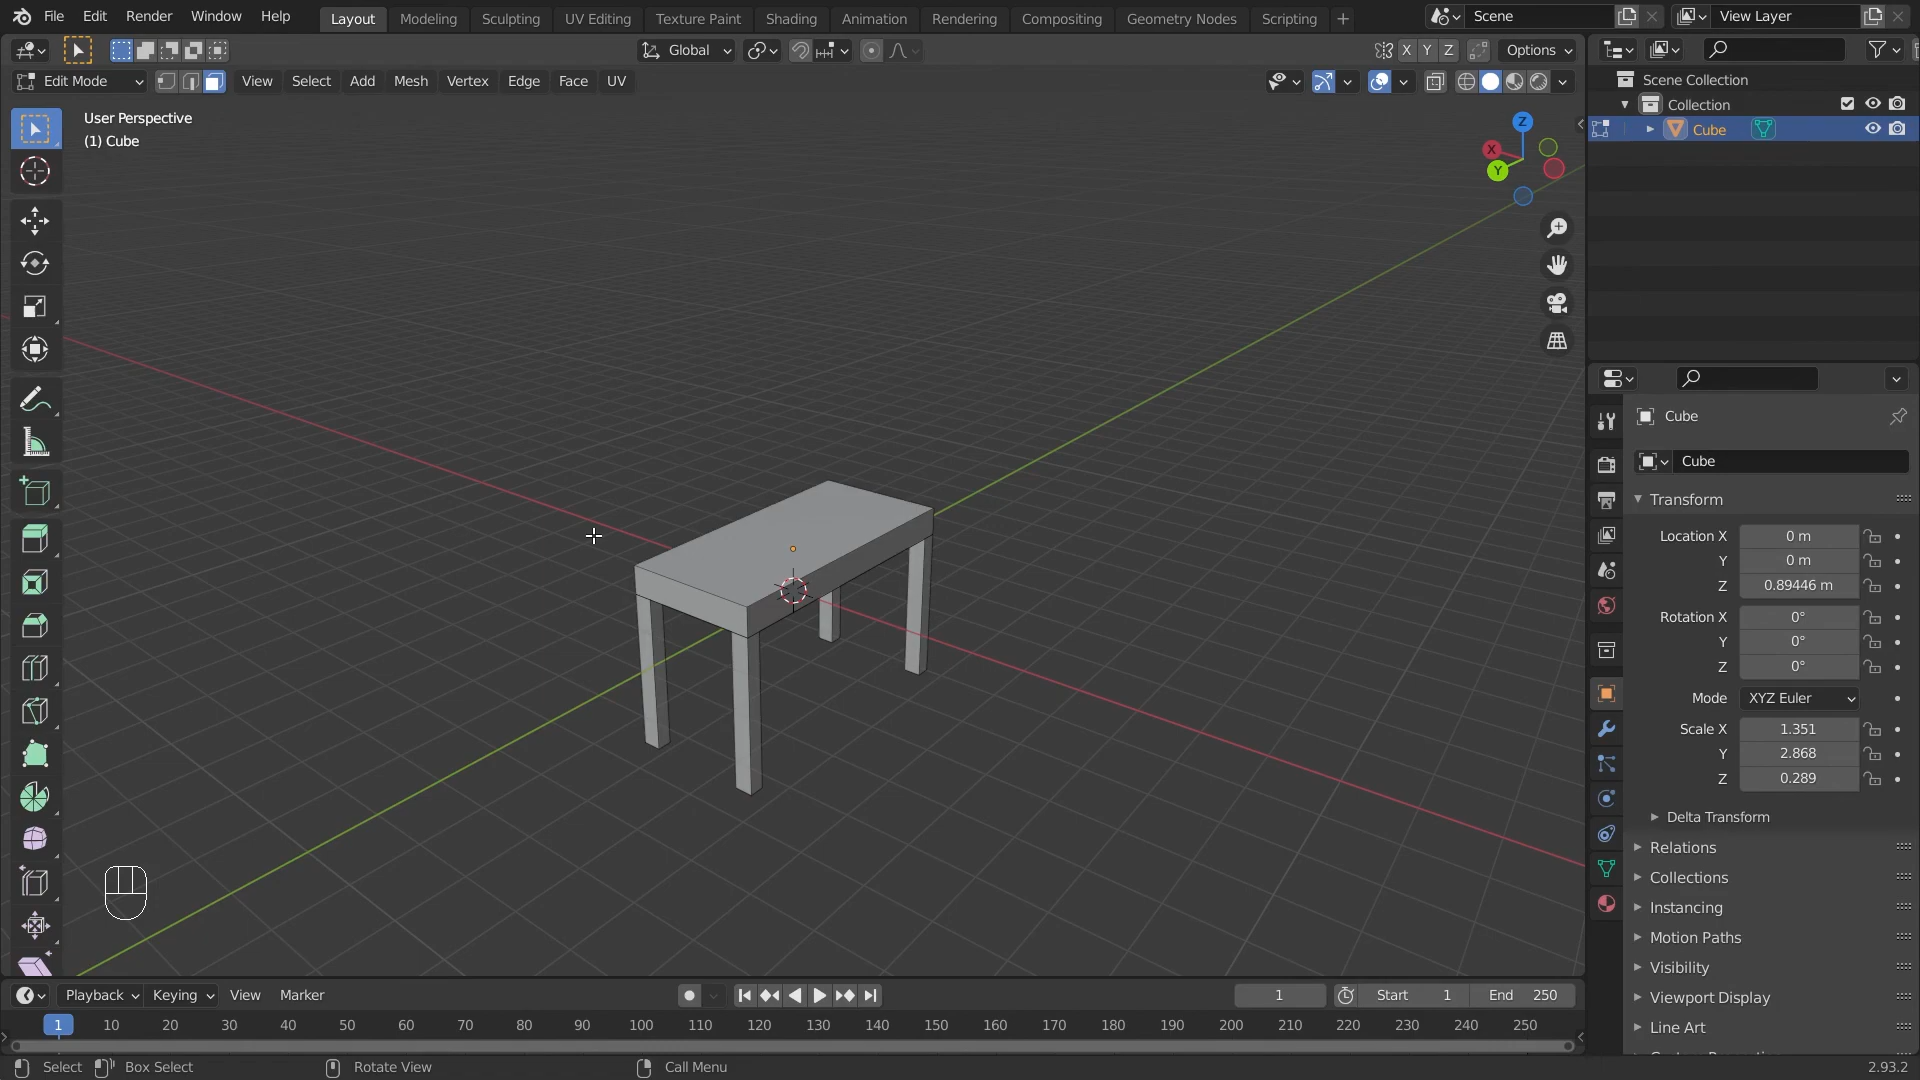 File Edit Render Window Help Layout Modeling Sculpting UV Editing Texture Paint Shading Animation Rendering Compositing Geometry Nodes Scripting + Scene View Layer
Global X Y Z Options
Edit Mode View Select Add Mesh Vertex Edge Face UV
User Perspective
(1) Cube
Z
X
Y
Scene Collection
Collection
Cube
Cube
Cube
Transform
Location X 0 m
Y 0 m
Z 0.89446 m
Rotation X 0°
Y 0°
Z 0°
Mode XYZ Euler
Scale X 1.351
Y 2.868
Z 0.289
Delta Transform
Relations
Collections
Instancing
Motion Paths
Visibility
Viewport Display
Line Art
Playback Keying View Marker 1 Start 1 End 250
1 10 20 30 40 50 60 70 80 90 100 110 120 130 140 150 160 170 180 190 200 210 220 230 240 250
Select Box Select Rotate View Call Menu 2.93.2